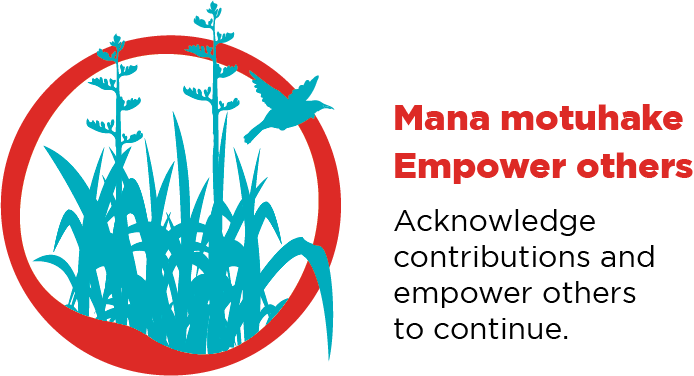 Mana motuhake
Empower others
Acknowledge
contributions and
empower others
to continue.